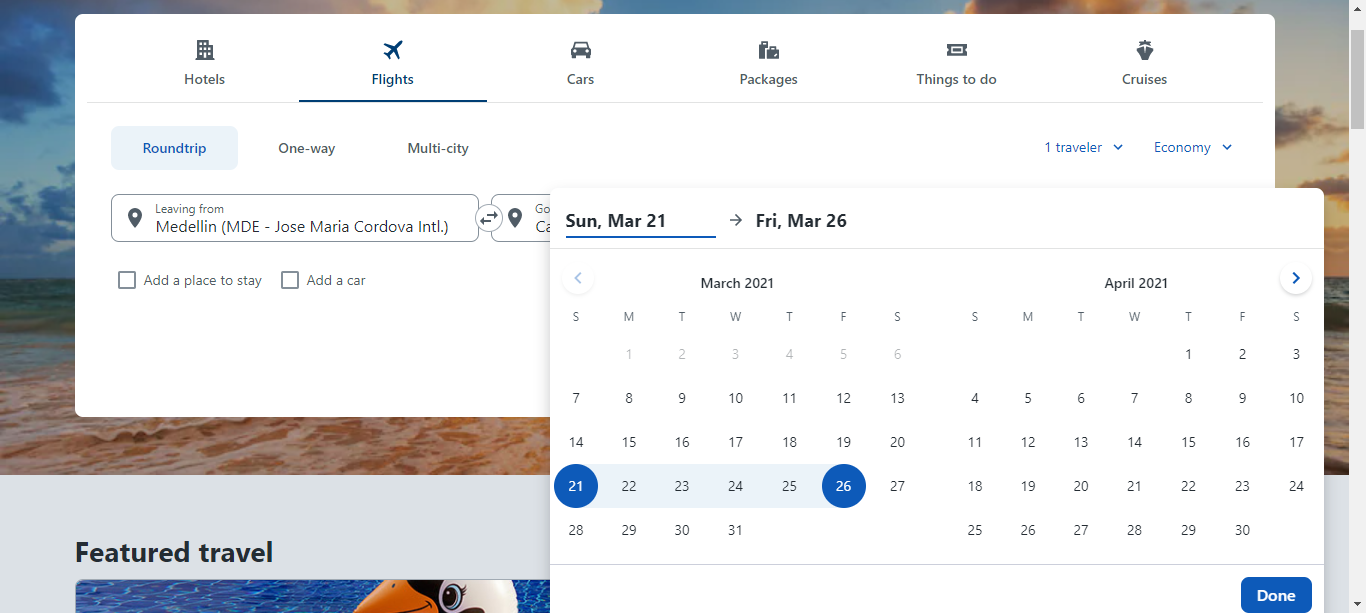 Hotels
Flights
Cars
Packages
Things to do
Cruises
Roundtrip
One-way
Multi-city
1 traveler
Economy
Leaving from
Medellin (MDE - Jose Maria Cordova Intl.)
Add a place to stay
Add a car
Sun, Mar 21
Fri, Mar 26
March 2021
S M T W T F S
1 2 3 4 5 6
7 8 9 10 11 12 13
14 15 16 17 18 19 20
21 22 23 24 25 26 27
28 29 30 31
April 2021
S M T W T F S
1 2 3
4 5 6 7 8 9 10
11 12 13 14 15 16 17
18 19 20 21 22 23 24
25 26 27 28 29 30
Done
Featured travel